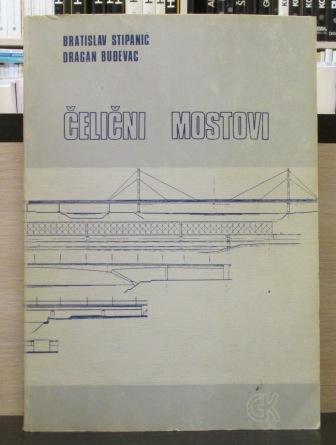 BRATISLAV STIPANIĆ
DRAGAN BUĐEVAC
ČELIČNI MOSTOVI
GK